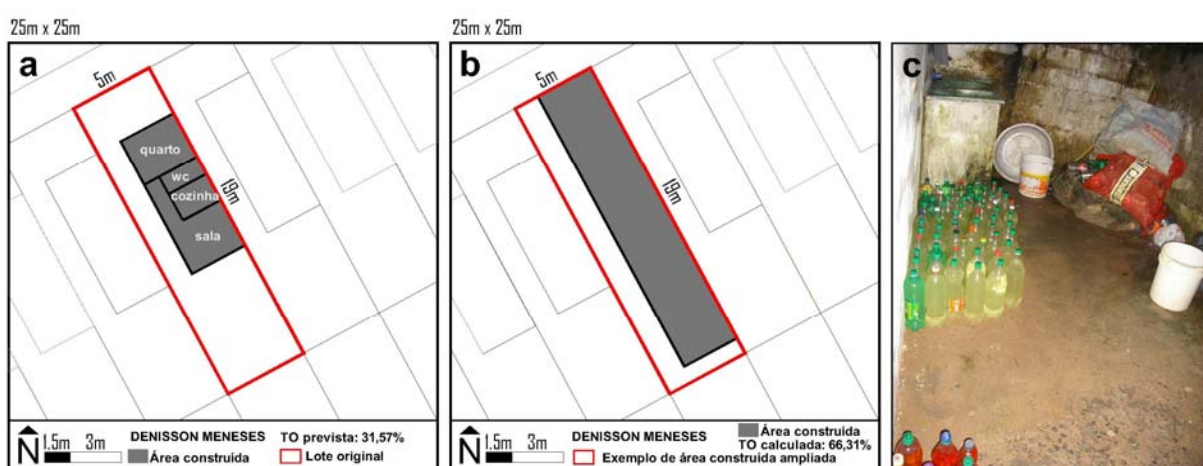 25m x 25m
a
5m
19m
quarto
wc
cozinha
sala
N
1.5m 3m
DENISSON MENESES
TO prevista: 31,57%
Área construída
Lote original
25m x 25m
b
5m
19m
N
1.5m 3m
DENISSON MENESES
Área construída
TO calculada: 66,31%
Exemplo de área construída ampliada
c